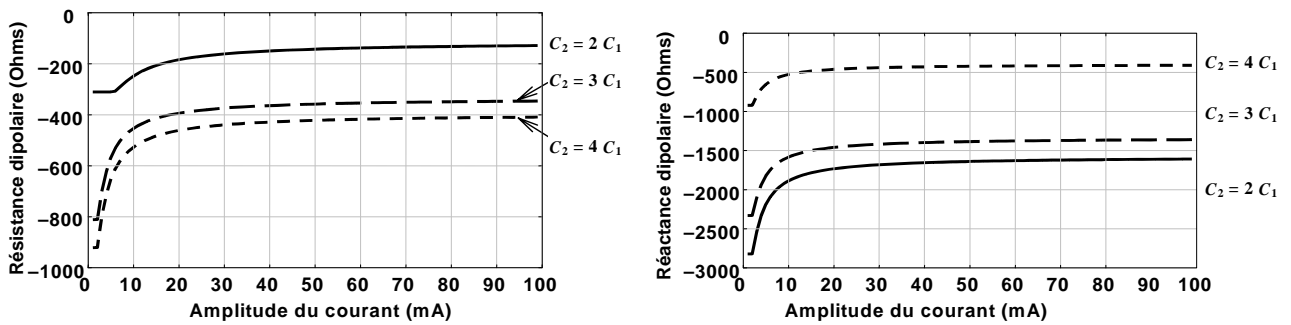 Résistance dipolaire (Ohms)
0
−200
−400
−600
−800
−1000
0 10 20 30 40 50 60 70 80 90 100
Amplitude du courant (mA)
C₂ = 2 C₁
C₂ = 3 C₁
C₂ = 4 C₁
Réactance dipolaire (Ohms)
0
−500
−1000
−1500
−2000
−2500
−3000
0 10 20 30 40 50 60 70 80 90 100
Amplitude du courant (mA)
C₂ = 4 C₁
C₂ = 3 C₁
C₂ = 2 C₁